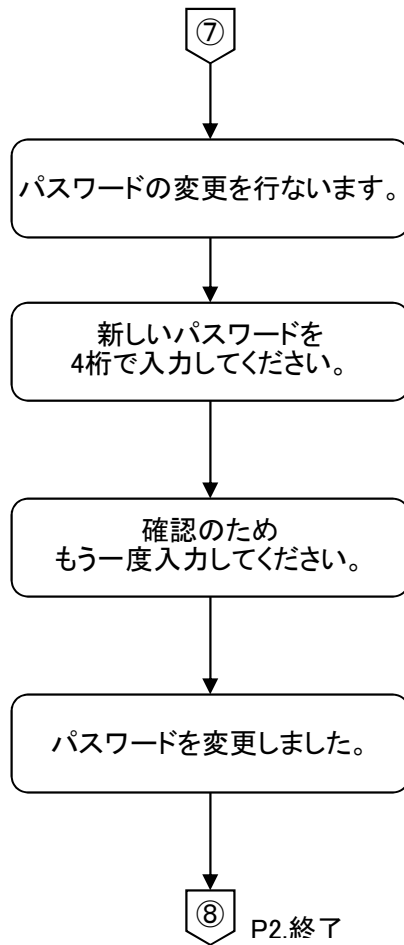 ⑦
パスワードの変更を行ないます。
新しいパスワードを
4桁で入力してください。
確認のため
もう一度入力してください。
パスワードを変更しました。
⑧ P2.終了